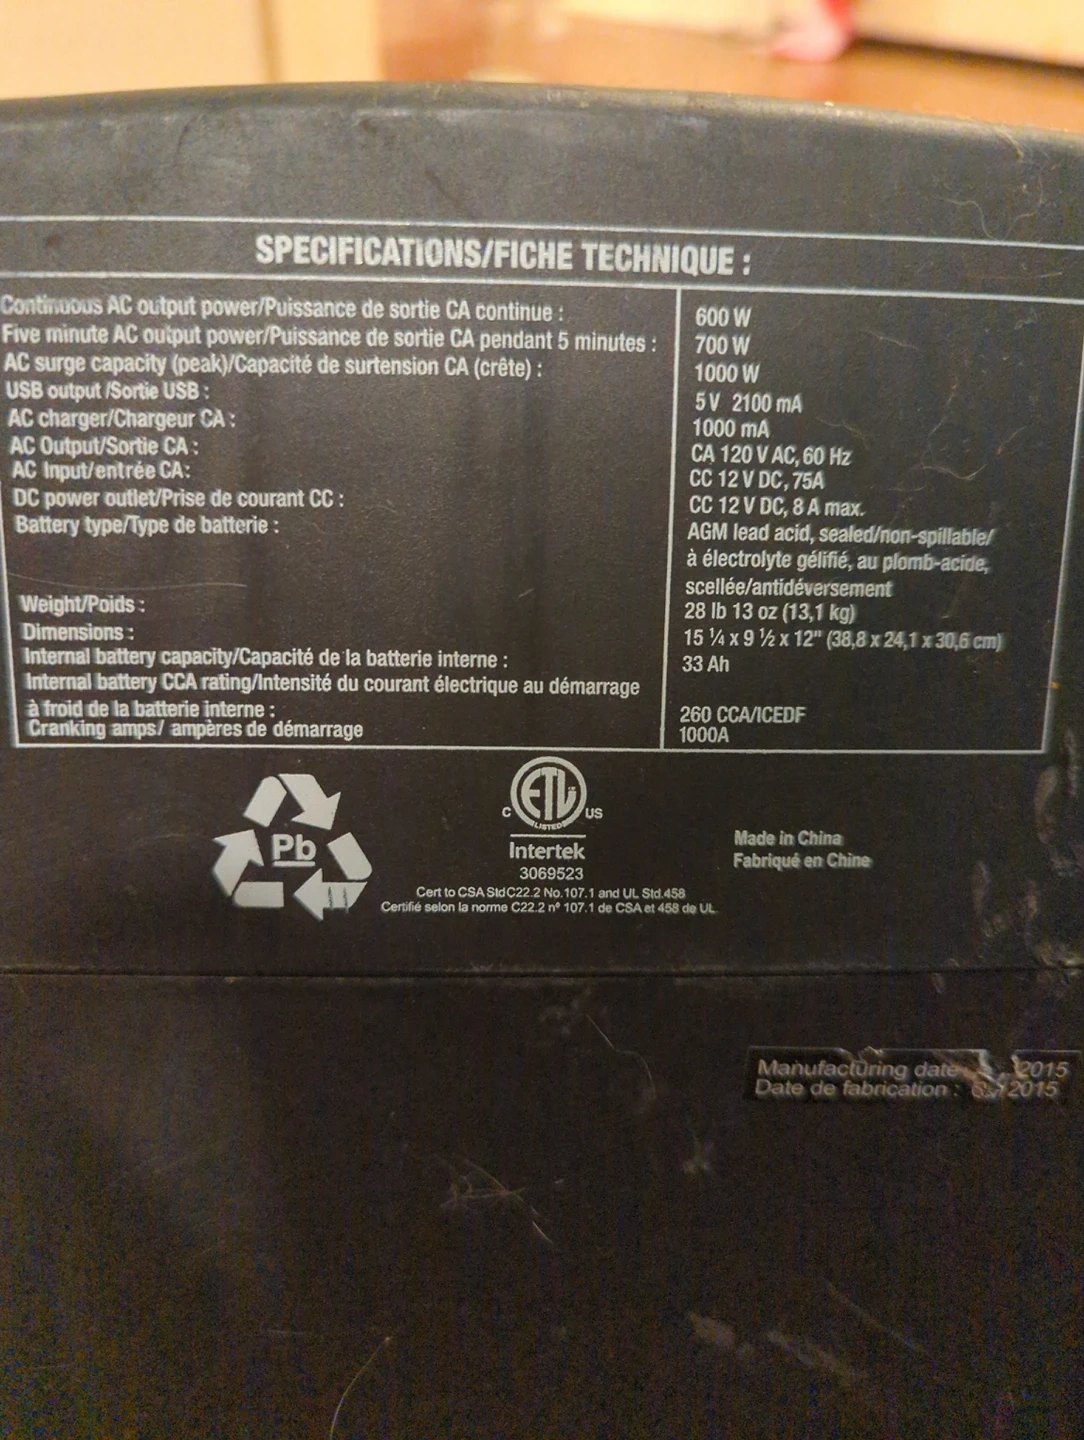 SPECIFICATIONS/FICHE TECHNIQUE :
Continuous AC output power/Puissance de sortie CA continue : 600 W
Five minute AC output power/Puissance de sortie CA pendant 5 minutes : 700 W
AC surge capacity (peak)/Capacité de surtension CA (crête) : 1000 W
USB output /Sortie USB : 5 V 2100 mA
AC charger/Chargeur CA : 1000 mA
AC Output/Sortie CA : CA 120 V AC, 60 Hz
AC Input/entrée CA: CC 12 V DC, 75A
DC power outlet/Prise de courant CC : CC 12 V DC, 8 A max.
Battery type/Type de batterie : AGM lead acid, sealed/non-spillable/
à électrolyte gélifié, au plomb-acide,
scellée/antidéversement
Weight/Poids : 28 lb 13 oz (13,1 kg)
Dimensions : 15 ¼ x 9 ½ x 12" (38,8 x 24,1 x 30,6 cm)
Internal battery capacity/Capacité de la batterie interne : 33 Ah
Internal battery CCA rating/Intensité du courant électrique au démarrage
à froid de la batterie interne : 260 CCA/ICEDF
Cranking amps/ ampères de démarrage 1000A
Pb
C ETL US
LISTED
Intertek
3069523
Cert to CSA Std C22.2 No.107.1 and UL Std.458
Certifié selon la norme C22.2 nº 107.1 de CSA et 458 de UL.
Made in China
Fabriqué en Chine
Manufacturing date 2015
Date de fabrication : 2015